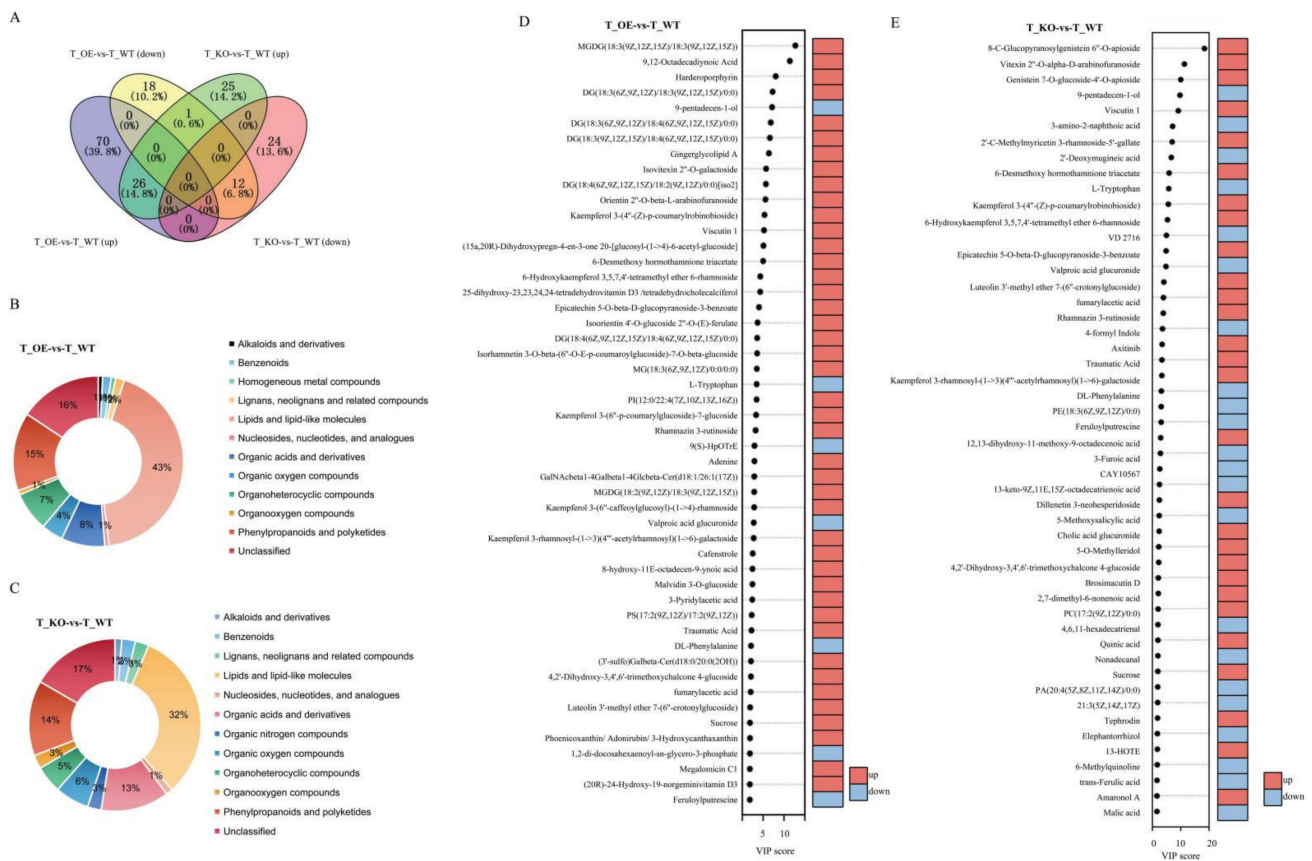 A
T_OE-vs-T_WT (down)
T_KO-vs-T_WT (up)
18
(10.2%)
25
(14.2%)
1
(0.6%)
0
(0%)
0
(0%)
70
(39.8%)
24
(13.6%)
0
(0%)
0
(0%)
0
(0%)
26
(14.8%)
12
(6.8%)
0
(0%)
0
(0%)
0
(0%)
T_OE-vs-T_WT (up)
T_KO-vs-T_WT (down)
B
T_OE-vs-T_WT
16%
15%
1%
7%
4%
8%
1%
43%
2%
Alkaloids and derivatives
Benzenoids
Homogeneous metal compounds
Lignans, neolignans and related compounds
Lipids and lipid-like molecules
Nucleosides, nucleotides, and analogues
Organic acids and derivatives
Organic oxygen compounds
Organoheterocyclic compounds
Organooxygen compounds
Phenylpropanoids and polyketides
Unclassified
C
T_KO-vs-T_WT
17%
14%
3%
5%
6%
3%
13%
1%
32%
3%
2%
1%
Alkaloids and derivatives
Benzenoids
Lignans, neolignans and related compounds
Lipids and lipid-like molecules
Nucleosides, nucleotides, and analogues
Organic acids and derivatives
Organic nitrogen compounds
Organic oxygen compounds
Organoheterocyclic compounds
Organooxygen compounds
Phenylpropanoids and polyketides
Unclassified
D
T_OE-vs-T_WT
MGDG(18:3(9Z,12Z,15Z)/18:3(9Z,12Z,15Z))
9,12-Octadecadiynoic Acid
Harderoporphyrin
DG(18:3(6Z,9Z,12Z)/18:3(9Z,12Z,15Z)/0:0)
9-pentadecen-1-ol
DG(18:3(6Z,9Z,12Z)/18:4(6Z,9Z,12Z,15Z)/0:0)
DG(18:3(9Z,12Z,15Z)/18:4(6Z,9Z,12Z,15Z)/0:0)
Gingerglycolipid A
Isovitexin 2''-O-galactoside
DG(18:4(6Z,9Z,12Z,15Z)/18:2(9Z,12Z)/0:0)[iso2]
Orientin 2''-O-beta-L-arabinofuranoside
Kaempferol 3-(4''-(Z)-p-coumarylrobinobioside)
Viscutin 1
(15a,20R)-Dihydroxypregn-4-en-3-one 20-[glucosyl-(1->4)-6-acetyl-glucoside]
6-Desmethoxy hormothamnione triacetate
6-Hydroxykaempferol 3,5,7,4'-tetramethyl ether 6-rhamnoside
25-dihydroxy-23,23,24,24-tetradehydrovitamin D3 /tetradehydrocholecalciferol
Epicatechin 5-O-beta-D-glucopyranoside-3-benzoate
Isoorientin 4'-O-glucoside 2''-O-(E)-ferulate
DG(18:4(6Z,9Z,12Z,15Z)/18:4(6Z,9Z,12Z,15Z)/0:0)
Isorhamnetin 3-O-beta-(6''-O-E-p-coumaroylglucoside)-7-O-beta-glucoside
MG(18:3(6Z,9Z,12Z)/0:0/0:0)
L-Tryptophan
PI(12:0/22:4(7Z,10Z,13Z,16Z))
Kaempferol 3-(6''-p-coumarylglucoside)-7-glucoside
Rhamnazin 3-rutinoside
9(S)-HpOTrE
Adenine
GalNAcbeta1-4Galbeta1-4Glcbeta-Cer(d18:1/26:1(17Z))
MGDG(18:2(9Z,12Z)/18:3(9Z,12Z,15Z))
Kaempferol 3-(6''-caffeoylglucosyl)-(1->4)-rhamnoside
Valproic acid glucuronide
Kaempferol 3-rhamnosyl-(1->3)(4'''-acetylrhamnosyl)(1->6)-galactoside
Cafenstrole
8-hydroxy-11E-octadecen-9-ynoic acid
Malvidin 3-O-glucoside
3-Pyridylacetic acid
PS(17:2(9Z,12Z)/17:2(9Z,12Z))
Traumatic Acid
DL-Phenylalanine
(3'-sulfo)Galbeta-Cer(d18:0/20:0(2OH))
4,2'-Dihydroxy-3,4',6'-trimethoxychalcone 4-glucoside
fumarylacetic acid
Luteolin 3'-methyl ether 7-(6''-crotonylglucoside)
Sucrose
Phoenicoxanthin/ Adonirubin/ 3-Hydroxycanthaxanthin
1,2-di-docosahexaenoyl-sn-glycero-3-phosphate
Megalomicin C1
(20R)-24-Hydroxy-19-norgeminivitamin D3
Feruloylputrescine
5 10
VIP score
up
down
E
T_KO-vs-T_WT
8-C-Glucopyranosylgenistein 6''-O-apioside
Vitexin 2''-O-alpha-D-arabinofuranoside
Genistein 7-O-glucoside-4'-O-apioside
9-pentadecen-1-ol
Viscutin 1
3-amino-2-naphthoic acid
2'-C-Methylmyricetin 3-rhamnoside-5'-gallate
2'-Deoxymugineic acid
6-Desmethoxy hormothamnione triacetate
L-Tryptophan
Kaempferol 3-(4''-(Z)-p-coumarylrobinobioside)
6-Hydroxykaempferol 3,5,7,4'-tetramethyl ether 6-rhamnoside
VD 2716
Epicatechin 5-O-beta-D-glucopyranoside-3-benzoate
Valproic acid glucuronide
Luteolin 3'-methyl ether 7-(6''-crotonylglucoside)
fumarylacetic acid
Rhamnazin 3-rutinoside
4-formyl Indole
Axitinib
Traumatic Acid
Kaempferol 3-rhamnosyl-(1->3)(4'''-acetylrhamnosyl)(1->6)-galactoside
DL-Phenylalanine
PE(18:3(6Z,9Z,12Z)/0:0)
Feruloylputrescine
12,13-dihydroxy-11-methoxy-9-octadecenoic acid
3-Furoic acid
CAY10567
13-keto-9Z,11E,15Z-octadecatrienoic acid
Dillenetin 3-neohesperidoside
5-Methoxysalicylic acid
Cholic acid glucuronide
5-O-Methylleridol
4,2'-Dihydroxy-3,4',6'-trimethoxychalcone 4-glucoside
Brosimacutin D
2,7-dimethyl-6-nonenoic acid
PC(17:2(9Z,12Z)/0:0)
4,6,11-hexadecatrienal
Quinic acid
Nonadecanal
Sucrose
PA(20:4(5Z,8Z,11Z,14Z)/0:0)
21:3(5Z,14Z,17Z)
Tephrodin
Elephantorrhizol
13-HOTE
6-Methylquinoline
trans-Ferulic acid
Amaronol A
Malic acid
0 10 20
VIP score
up
down